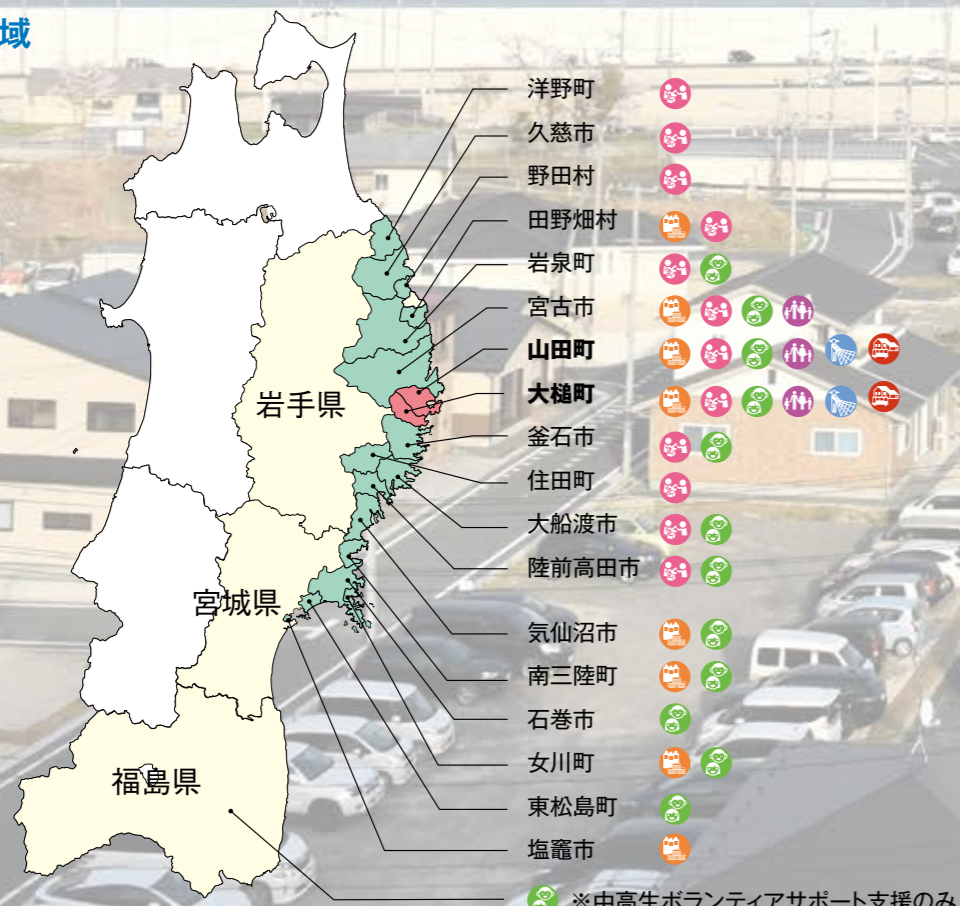 域
洋野町
久慈市
野田村
田野畑村
岩泉町
宮古市
山田町
大槌町
釜石市
住田町
大船渡市
陸前高田市
気仙沼市
南三陸町
石巻市
女川町
東松島町
塩竈市
※中高生ボランティアサポート支援のみ
岩手県
宮城県
福島県